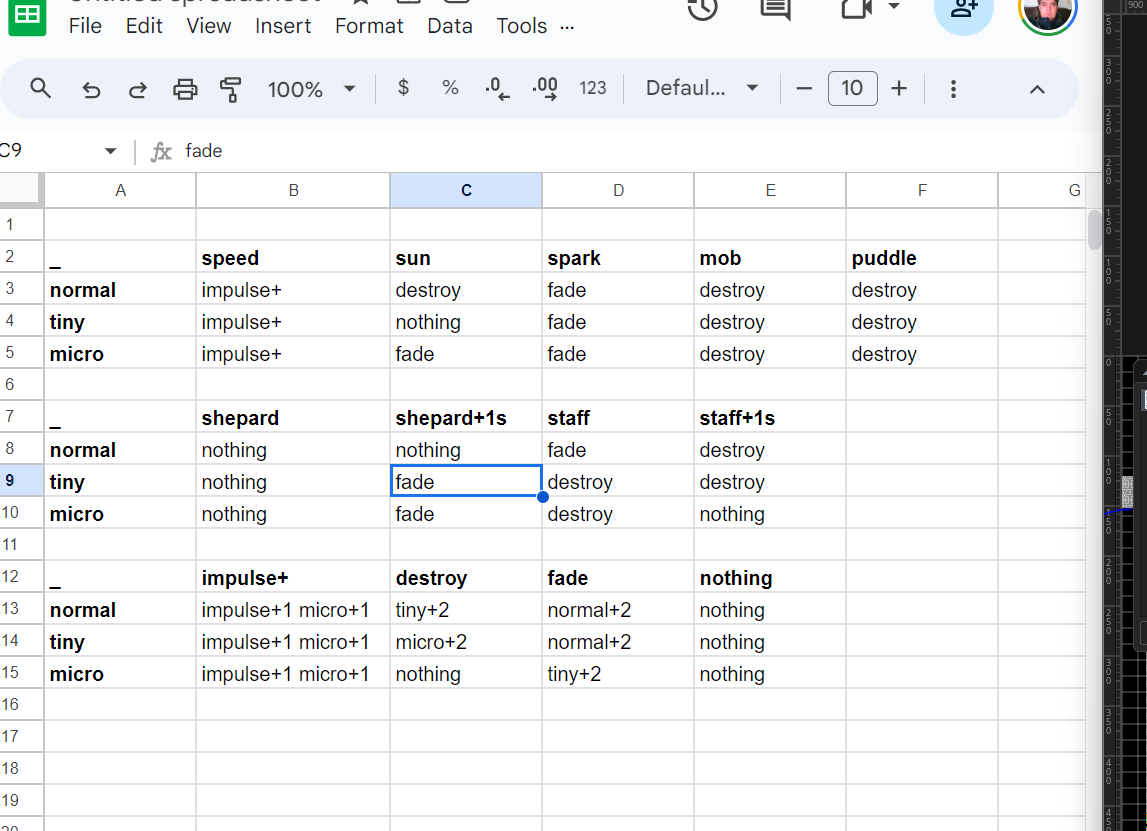 File Edit View Insert Format Data Tools ...
100% $ % .0 .00 123 Defaul... 10
C9 fx fade
A B C D E F G
1
2 _ speed sun spark mob puddle
3 normal impulse+ destroy fade destroy destroy
4 tiny impulse+ nothing fade destroy destroy
5 micro impulse+ fade fade destroy destroy
6
7 _ shepard shepard+1s staff staff+1s
8 normal nothing nothing fade destroy
9 tiny nothing fade destroy destroy
10 micro nothing fade destroy nothing
11
12 _ impulse+ destroy fade nothing
13 normal impulse+1 micro+1 tiny+2 normal+2 nothing
14 tiny impulse+1 micro+1 micro+2 normal+2 nothing
15 micro impulse+1 micro+1 nothing tiny+2 nothing
16
17
18
19